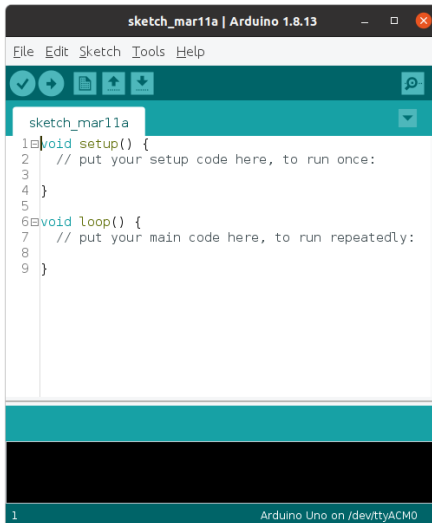 sketch_mar11a | Arduino 1.8.13
File Edit Sketch Tools Help
sketch_mar11a
1 void setup() {
2   // put your setup code here, to run once:
3
4 }
5
6 void loop() {
7   // put your main code here, to run repeatedly:
8
9 }
1 Arduino Uno on /dev/ttyACM0